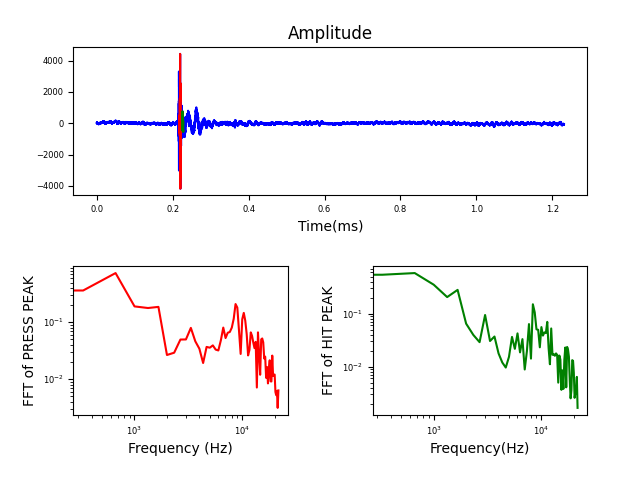 Amplitude
4000
2000
0
−2000
−4000
0.0 0.2 0.4 0.6 0.8 1.0 1.2
Time(ms)
FFT of PRESS PEAK
10⁻¹
10⁻²
10³ 10⁴
Frequency (Hz)
FFT of HIT PEAK
10⁻¹
10⁻²
10³ 10⁴
Frequency(Hz)